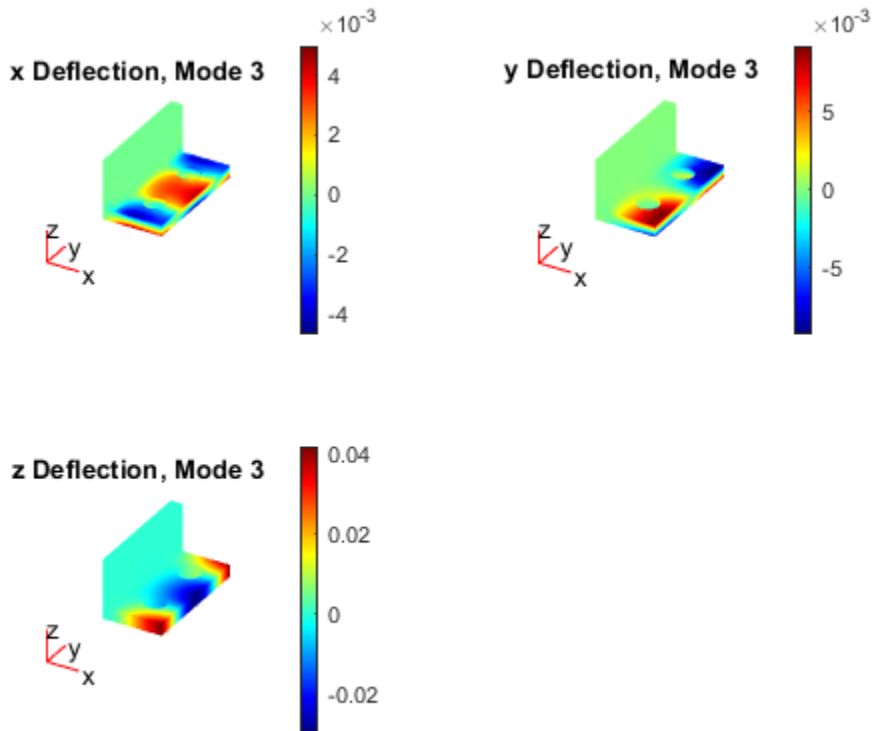 x Deflection, Mode 3
×10⁻³
4
2
0
-2
-4
z
y
x
y Deflection, Mode 3
×10⁻³
5
0
-5
z
y
x
z Deflection, Mode 3
0.04
0.02
0
-0.02
z
y
x